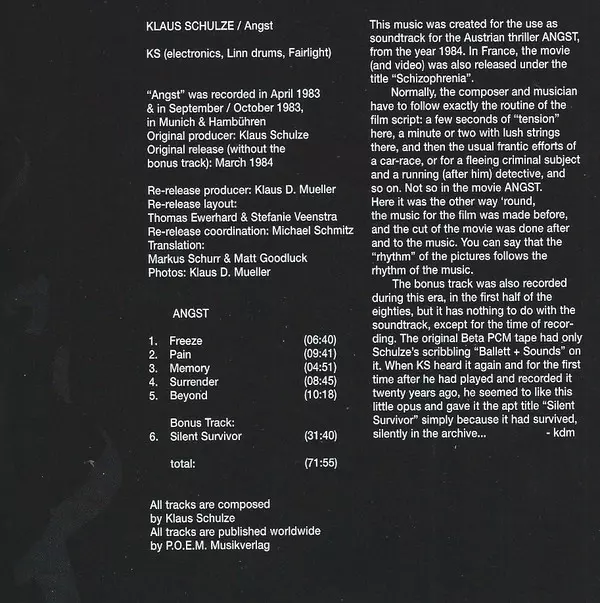 KLAUS SCHULZE / Angst
KS (electronics, Linn drums, Fairlight)
“Angst” was recorded in April 1983
& in September / October 1983,
in Munich & Hambühren
Original producer: Klaus Schulze
Original release (without the
bonus track): March 1984
Re-release producer: Klaus D. Mueller
Re-release layout:
Thomas Ewerhard & Stefanie Veenstra
Re-release coordination: Michael Schmitz
Translation:
Markus Schurr & Matt Goodluck
Photos: Klaus D. Mueller
ANGST
1. Freeze (06:40)
2. Pain (09:41)
3. Memory (04:51)
4. Surrender (08:45)
5. Beyond (10:18)
Bonus Track:
6. Silent Survivor (31:40)
total: (71:55)
All tracks are composed
by Klaus Schulze
All tracks are published worldwide
by P.O.E.M. Musikverlag
This music was created for the use as
soundtrack for the Austrian thriller ANGST,
from the year 1984. In France, the movie
(and video) was also released under the
title “Schizophrenia”.
Normally, the composer and musician
have to follow exactly the routine of the
film script: a few seconds of “tension”
here, a minute or two with lush strings
there, and then the usual frantic efforts of
a car-race, or for a fleeing criminal subject
and a running (after him) detective, and
so on. Not so in the movie ANGST.
Here it was the other way ’round,
the music for the film was made before,
and the cut of the movie was done after
and to the music. You can say that the
“rhythm” of the pictures follows the
rhythm of the music.
The bonus track was also recorded
during this era, in the first half of the
eighties, but it has nothing to do with the
soundtrack, except for the time of recor-
ding. The original Beta PCM tape had only
Schulze’s scribbling “Ballett + Sounds” on
it. When KS heard it again and for the first
time after he had played and recorded it
twenty years ago, he seemed to like this
little opus and gave it the apt title “Silent
Survivor” simply because it had survived,
silently in the archive... - kdm